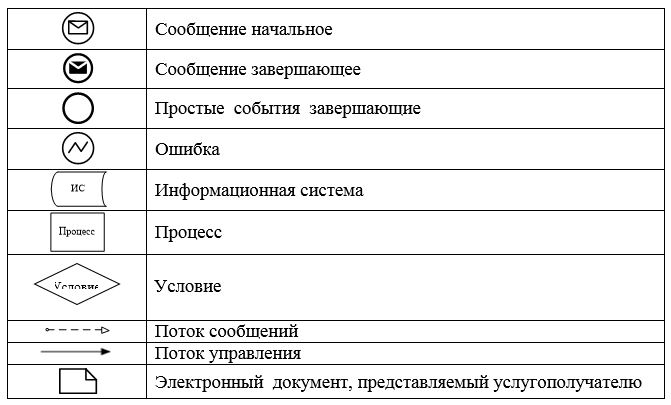 Сообщение начальное
Сообщение завершающее
Простые события завершающие
Ошибка
ИС Информационная система
Процесс Процесс
Условие Условие
Поток сообщений
Поток управления
Электронный документ, представляемый услугополучателю